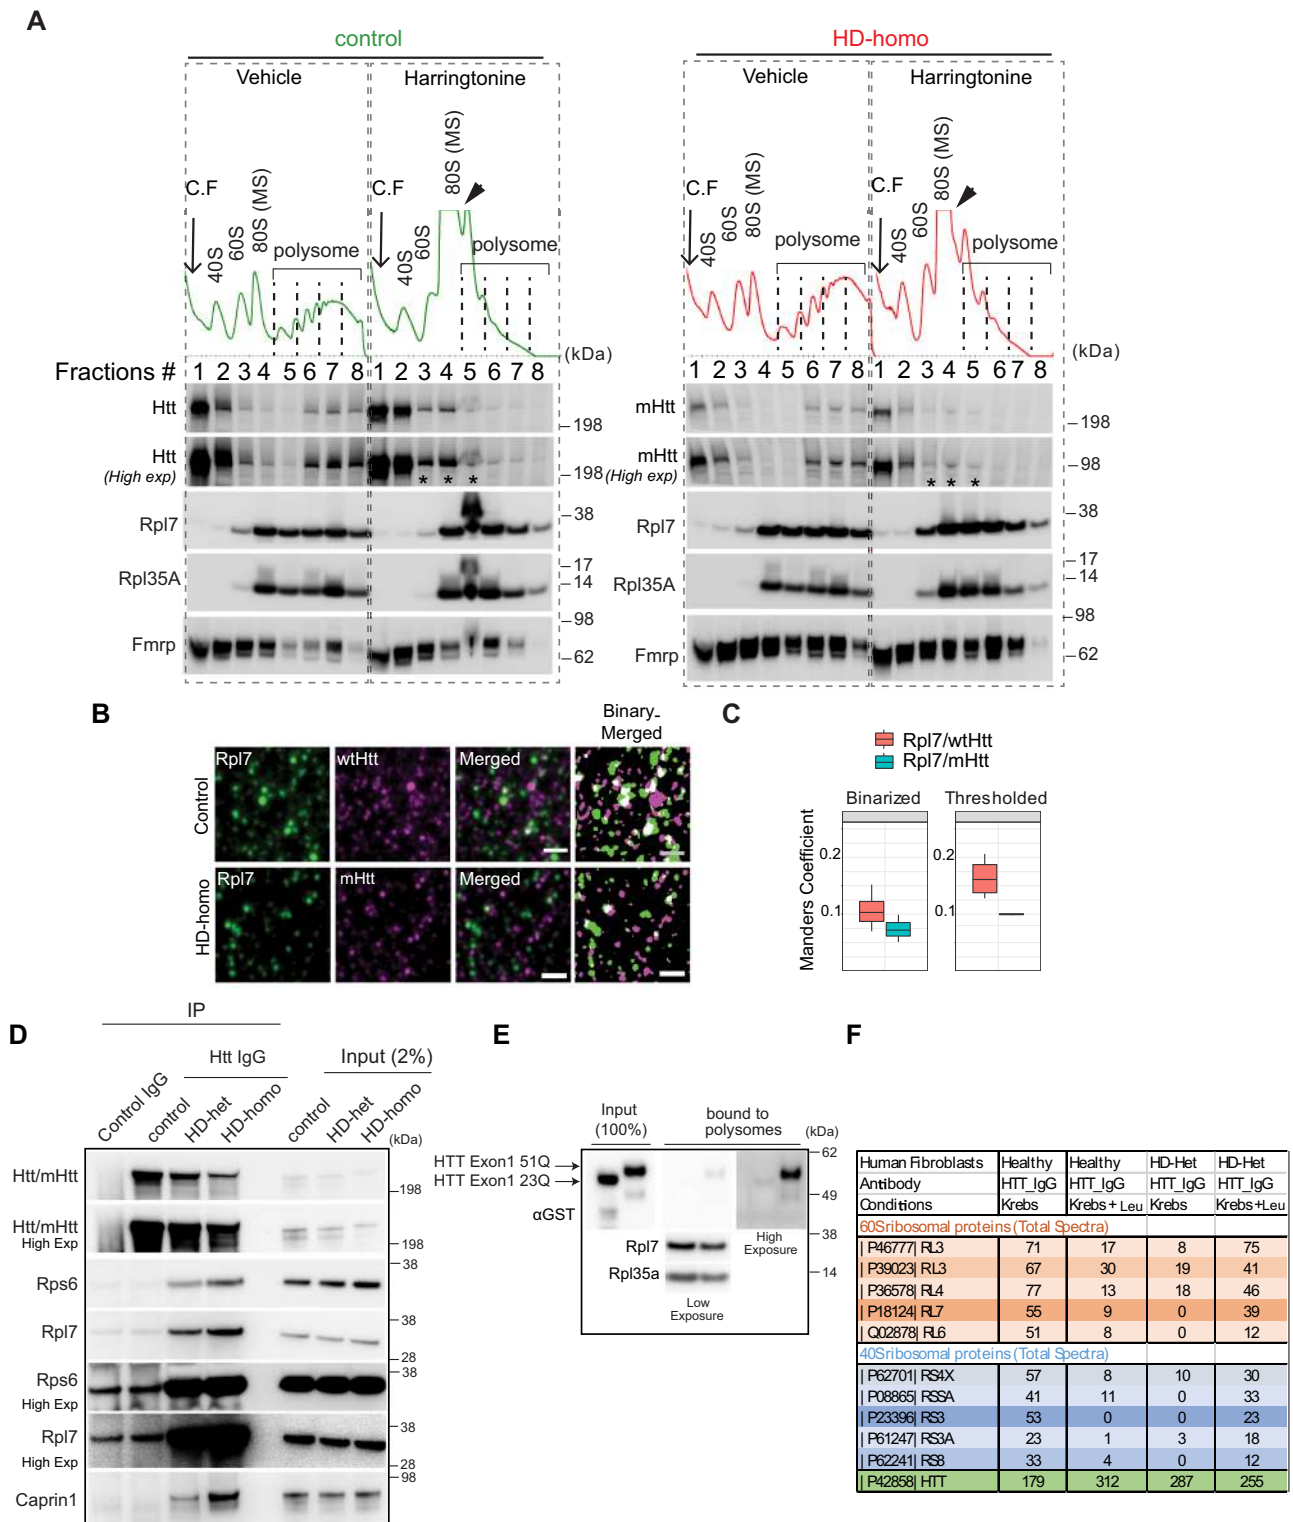 A
control
HD-homo
Vehicle
Harringtonine
Vehicle
Harringtonine
C.F
40S
60S
80S (MS)
polysome
C.F
40S
60S
80S (MS)
polysome
C.F
40S
60S
80S (MS)
polysome
C.F
40S
60S
80S (MS)
polysome
(kDa)
(kDa)
Fractions #
1 2 3 4 5 6 7 8 1 2 3 4 5 6 7 8
1 2 3 4 5 6 7 8 1 2 3 4 5 6 7 8
Htt
198
mHtt
198
Htt
(High exp)
198
* * *
mHtt
(High exp)
98
* * *
Rpl7
38
Rpl7
38
Rpl35A
17
14
Rpl35A
17
14
Fmrp
98
62
Fmrp
98
62
B
Binary-
Merged
Control
Rpl7
wtHtt
Merged
HD-homo
Rpl7
mHtt
Merged
C
Rpl7/wtHtt
Rpl7/mHtt
Binarized
Thresholded
Manders Coefficient
0.2
0.1
0.2
0.1
D
IP
Htt IgG
Input (2%)
Control IgG
control
HD-het
HD-homo
control
HD-het
HD-homo
(kDa)
Htt/mHtt
198
Htt/mHtt
High Exp
198
Rps6
38
Rpl7
38
28
Rps6
High Exp
38
Rpl7
High Exp
38
28
Caprin1
98
E
Input
(100%)
bound to
polysomes
(kDa)
HTT Exon1 51Q
HTT Exon1 23Q
αGST
62
49
38
14
High
Exposure
Rpl7
Rpl35a
Low
Exposure
F
Human Fibroblasts Healthy Healthy HD-Het HD-Het
Antibody HTT_IgG HTT_IgG HTT_IgG HTT_IgG
Conditions Krebs Krebs + Leu Krebs Krebs+Leu
60Sribosomal proteins (Total Spectra)
| P46777| RL3 71 17 8 75
| P39023| RL3 67 30 19 41
| P36578| RL4 77 13 18 46
| P18124| RL7 55 9 0 39
| Q02878| RL6 51 8 0 12
40Sribosomal proteins (Total Spectra)
| P62701| RS4X 57 8 10 30
| P08865| RSSA 41 11 0 33
| P23396| RS3 53 0 0 23
| P61247| RS3A 23 1 3 18
| P62241| RS8 33 4 0 12
| P42858| HTT 179 312 287 255